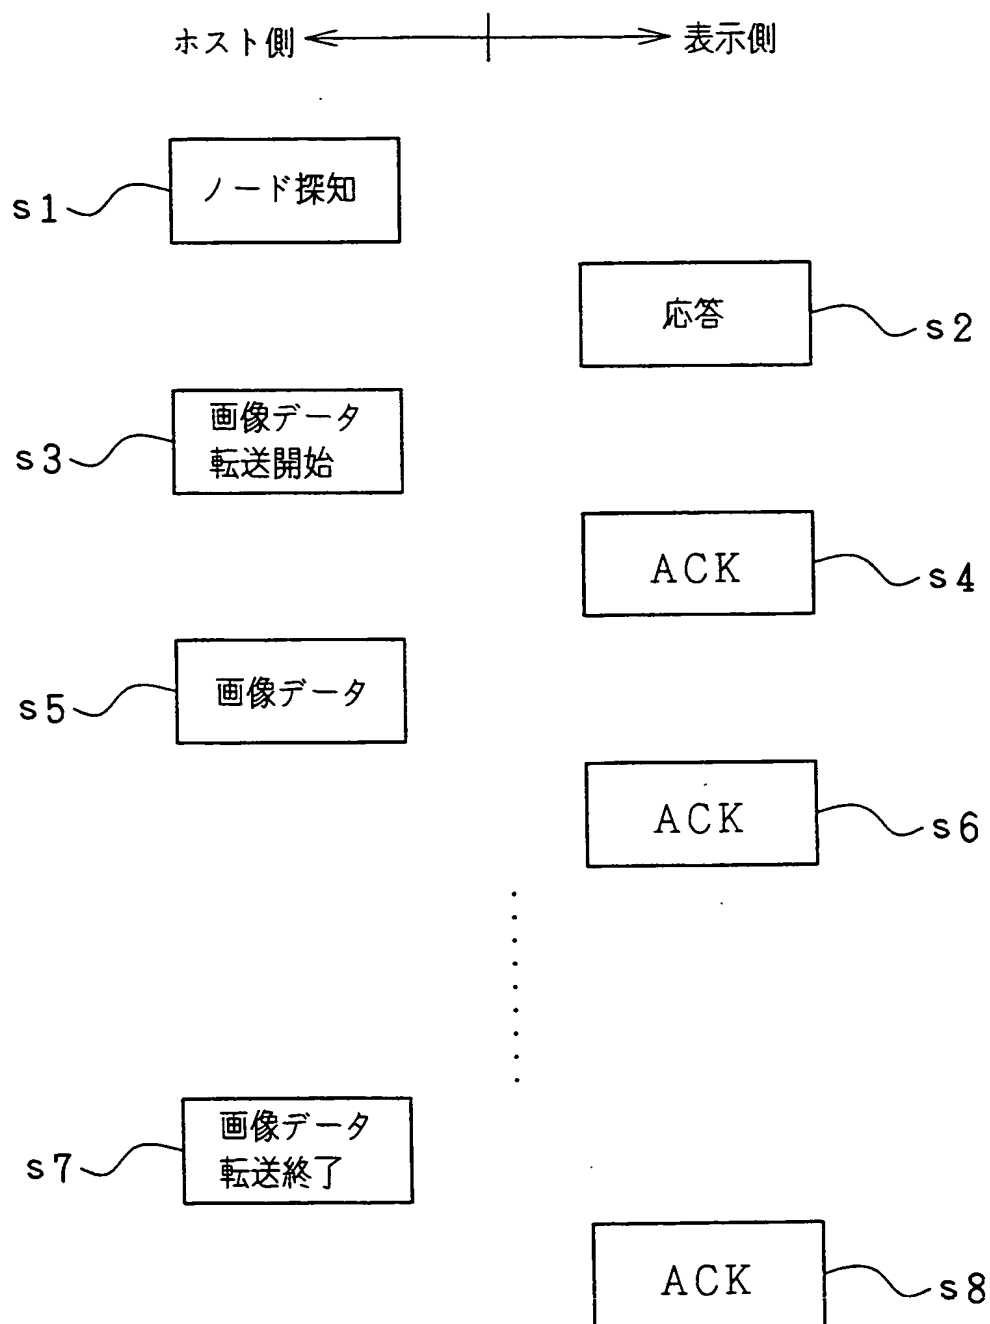 ホスト側 表示側
s1 ノード探知
応答 s2
s3 画像データ
転送開始
ACK s4
s5 画像データ
ACK s6
s7 画像データ
転送終了
ACK s8